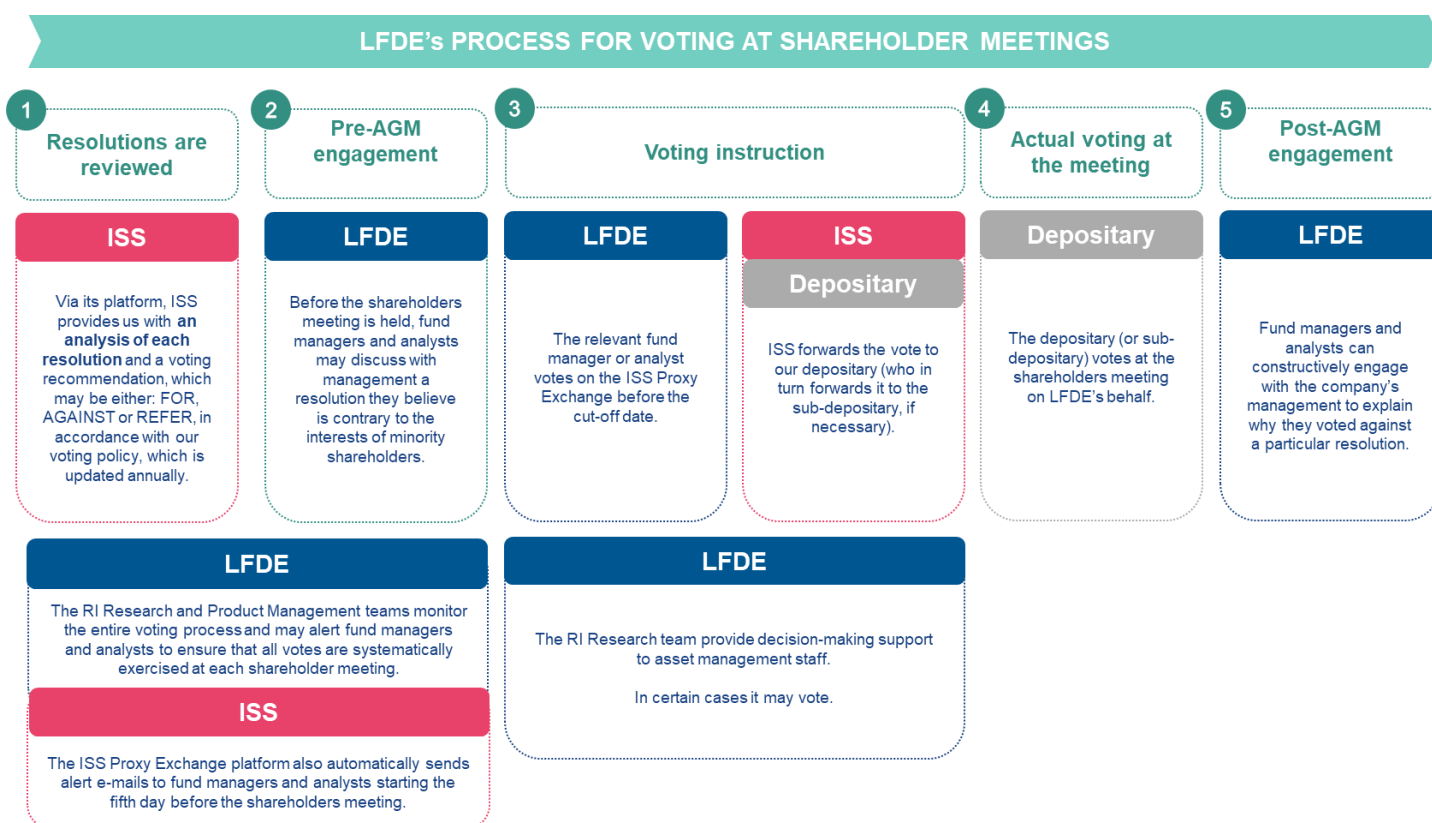 LFDE's PROCESS FOR VOTING AT SHAREHOLDER MEETINGS
1
Resolutions are
reviewed
2
Pre-AGM
engagement
3
Voting instruction
4
Actual voting at
the meeting
5
Post-AGM
engagement
ISS
Via its platform, ISS
provides us with an
analysis of each
resolution and a voting
recommendation, which
may be either: FOR,
AGAINST or REFER, in
accordance with our
voting policy, which is
updated annually.
LFDE
Before the shareholders
meeting is held, fund
managers and analysts
may discuss with
management a
resolution they believe
is contrary to the
interests of minority
shareholders.
LFDE
The relevant fund
manager or analyst
votes on the ISS Proxy
Exchange before the
cut-off date.
ISS
Depositary
ISS forwards the vote to
our depositary (who in
turn forwards it to the
sub-depositary, if
necessary).
Depositary
The depositary (or sub-
depositary) votes at the
shareholders meeting
on LFDE's behalf.
LFDE
Fund managers and
analysts can
constructively engage
with the company's
management to explain
why they voted against
a particular resolution.
LFDE
The RI Research and Product Management teams monitor
the entire voting process and may alert fund managers
and analysts to ensure that all votes are systematically
exercised at each shareholder meeting.
ISS
The ISS Proxy Exchange platform also automatically sends
alert e-mails to fund managers and analysts starting the
fifth day before the shareholders meeting.
LFDE
The RI Research team provide decision-making support
to asset management staff.
In certain cases it may vote.